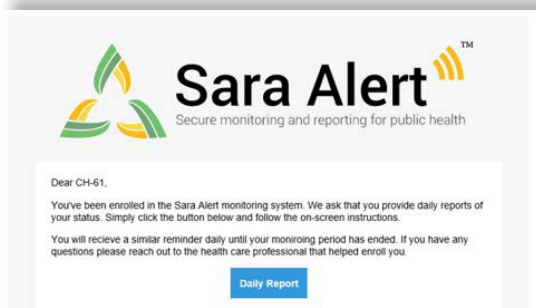 Sara Alert TM
Secure monitoring and reporting for public health
Dear CH-61,
You've been enrolled in the Sara Alert monitoring system. We ask that you provide daily reports of
your status. Simply click the button below and follow the on-screen instructions.
You will recieve a similar reminder daily until your moniroing period has ended. If you have any
questions please reach out to the health care professional that helped enroll you.
Daily Report